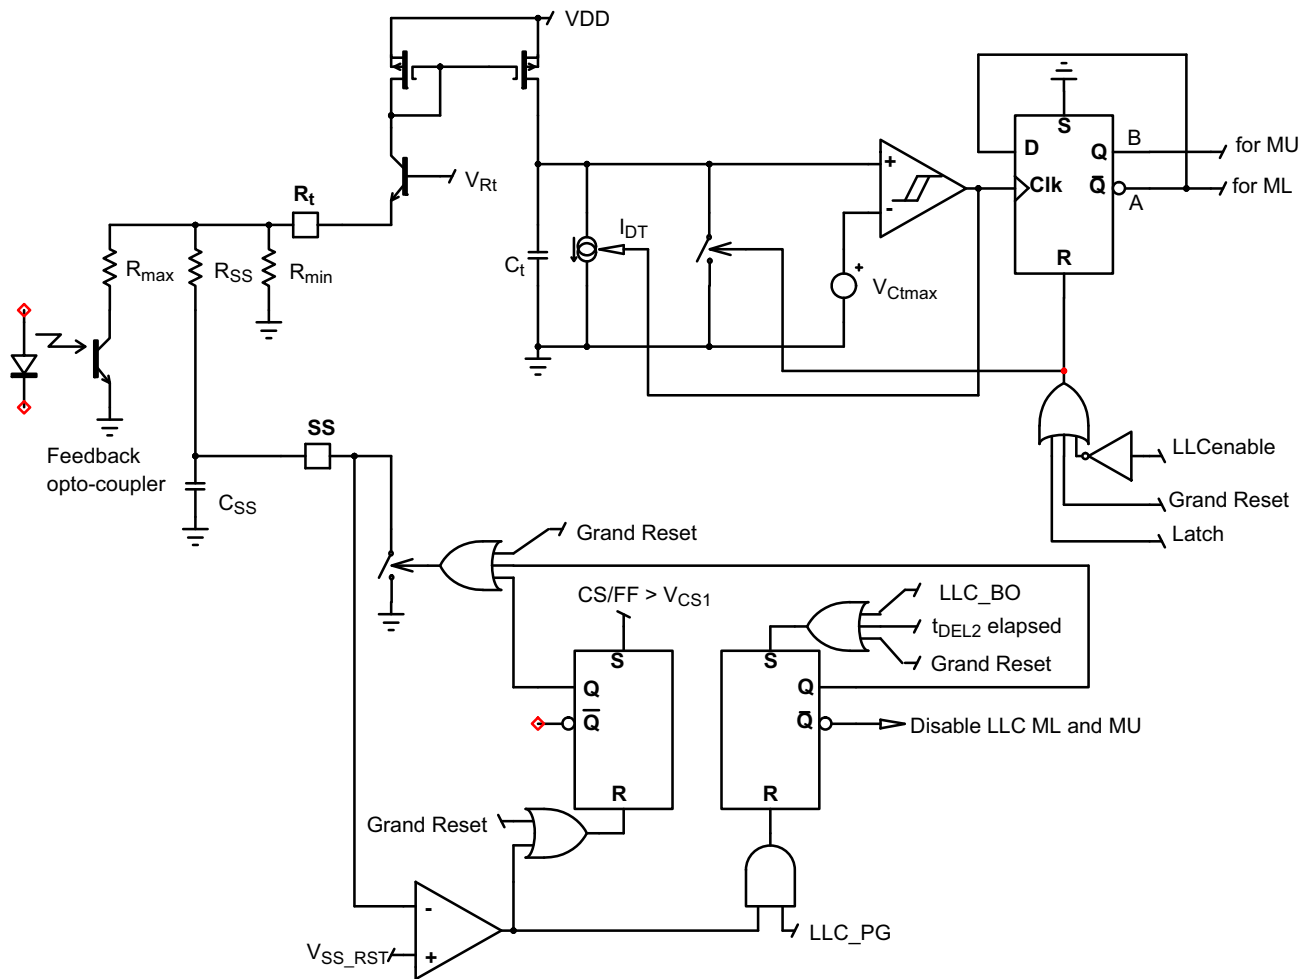 VDD
S
B
D
Q
for MU
VRt
Rt
Clk
Q
for ML
A
IDT
R
Rmax
RSS
Rmin
Ct
VCtmax
SS
LLCenable
Feedback
opto-coupler
CSS
Grand Reset
Latch
Grand Reset
CS/FF > VCS1
LLC_BO
tDEL2 elapsed
Grand Reset
S
S
Q
Q
Q
Q
Disable LLC ML and MU
R
R
Grand Reset
LLC_PG
VSS_RST